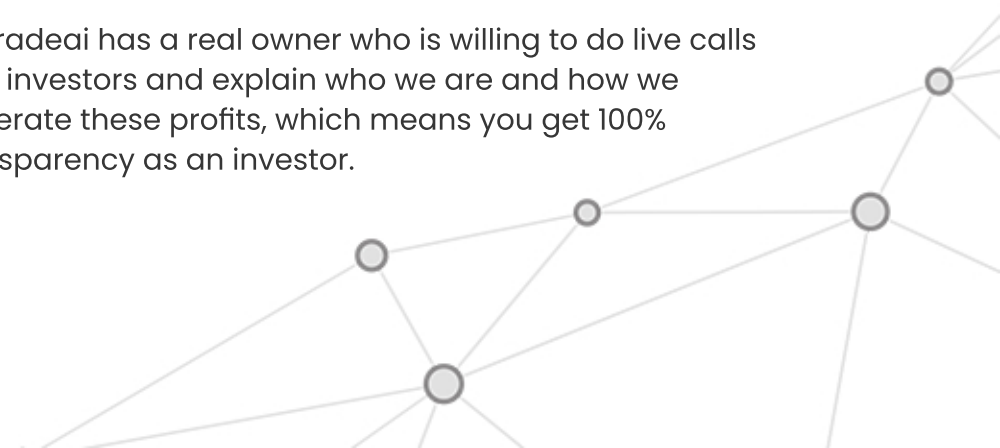 radeai has a real owner who is willing to do live calls
investors and explain who we are and how we
erate these profits, which means you get 100%
sparency as an investor.